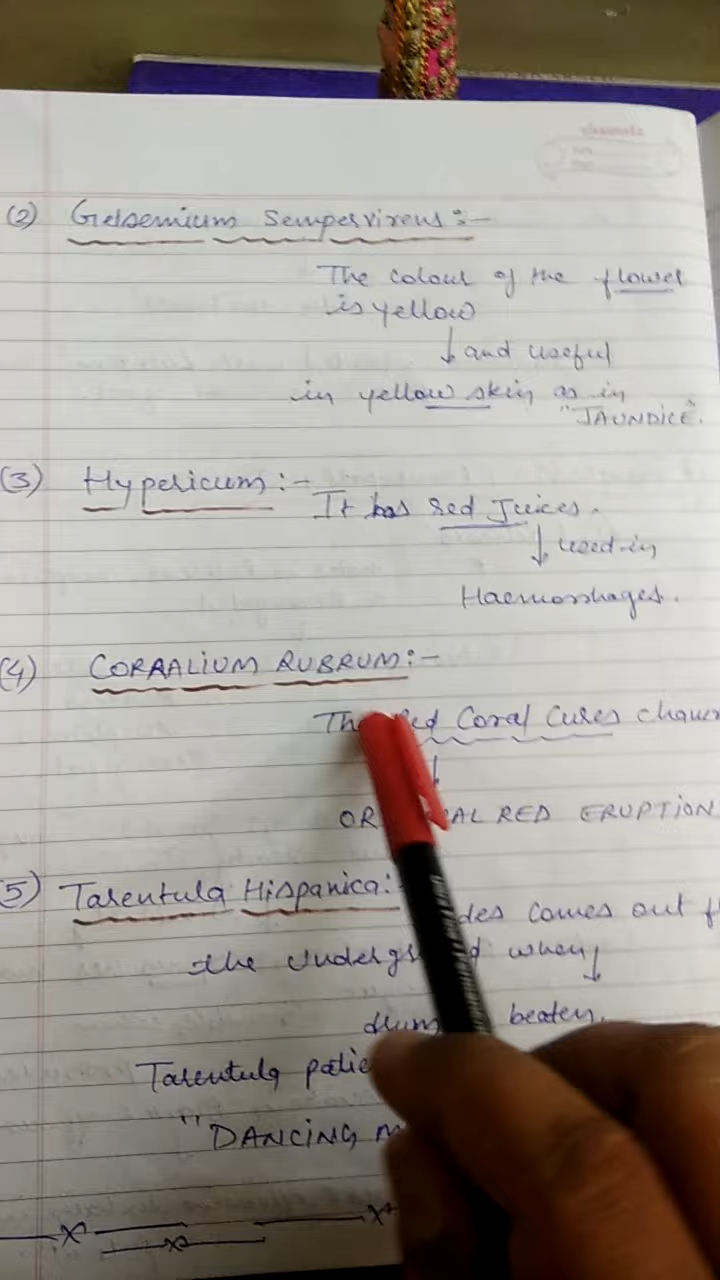 (2) Gelsemium Sempervirens:-
The colour of the flower
is yellow
↓ and useful
in yellow skin as in
"JAUNDICE".
(3) Hypericum:-
It has red Juices.
↓ used in
Haemorrhages.
(4) CORAALIUM RUBRUM:-
Red Coral Cures
↓
RED ERUPTION
(5) Tarentula Hispanica:-
comes out
the when ↓
beaten.
Tarentula
"DANCING